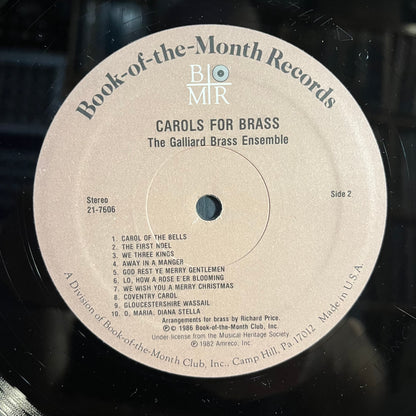 Book-of-the-Month Records
BOMR
CAROLS FOR BRASS
The Galliard Brass Ensemble
Stereo
21-7606
Side 2
1. CAROL OF THE BELLS
2. THE FIRST NOEL
3. WE THREE KINGS
4. AWAY IN A MANGER
5. GOD REST YE MERRY GENTLEMEN
6. LO, HOW A ROSE E'ER BLOOMING
7. WE WISH YOU A MERRY CHRISTMAS
8. COVENTRY CAROL
9. GLOUCESTERSHIRE WASSAIL
10. O, MARIA, DIANA STELLA
Arrangements for brass by Richard Price.
℗ © 1986 Book-of-the-Month Club, Inc.
Under license from the Musical Heritage Society.
℗ © 1982 Amreco, Inc.
A Division of Book-of-the-Month Club, Inc., Camp Hill, Pa 17012 Made in U.S.A.